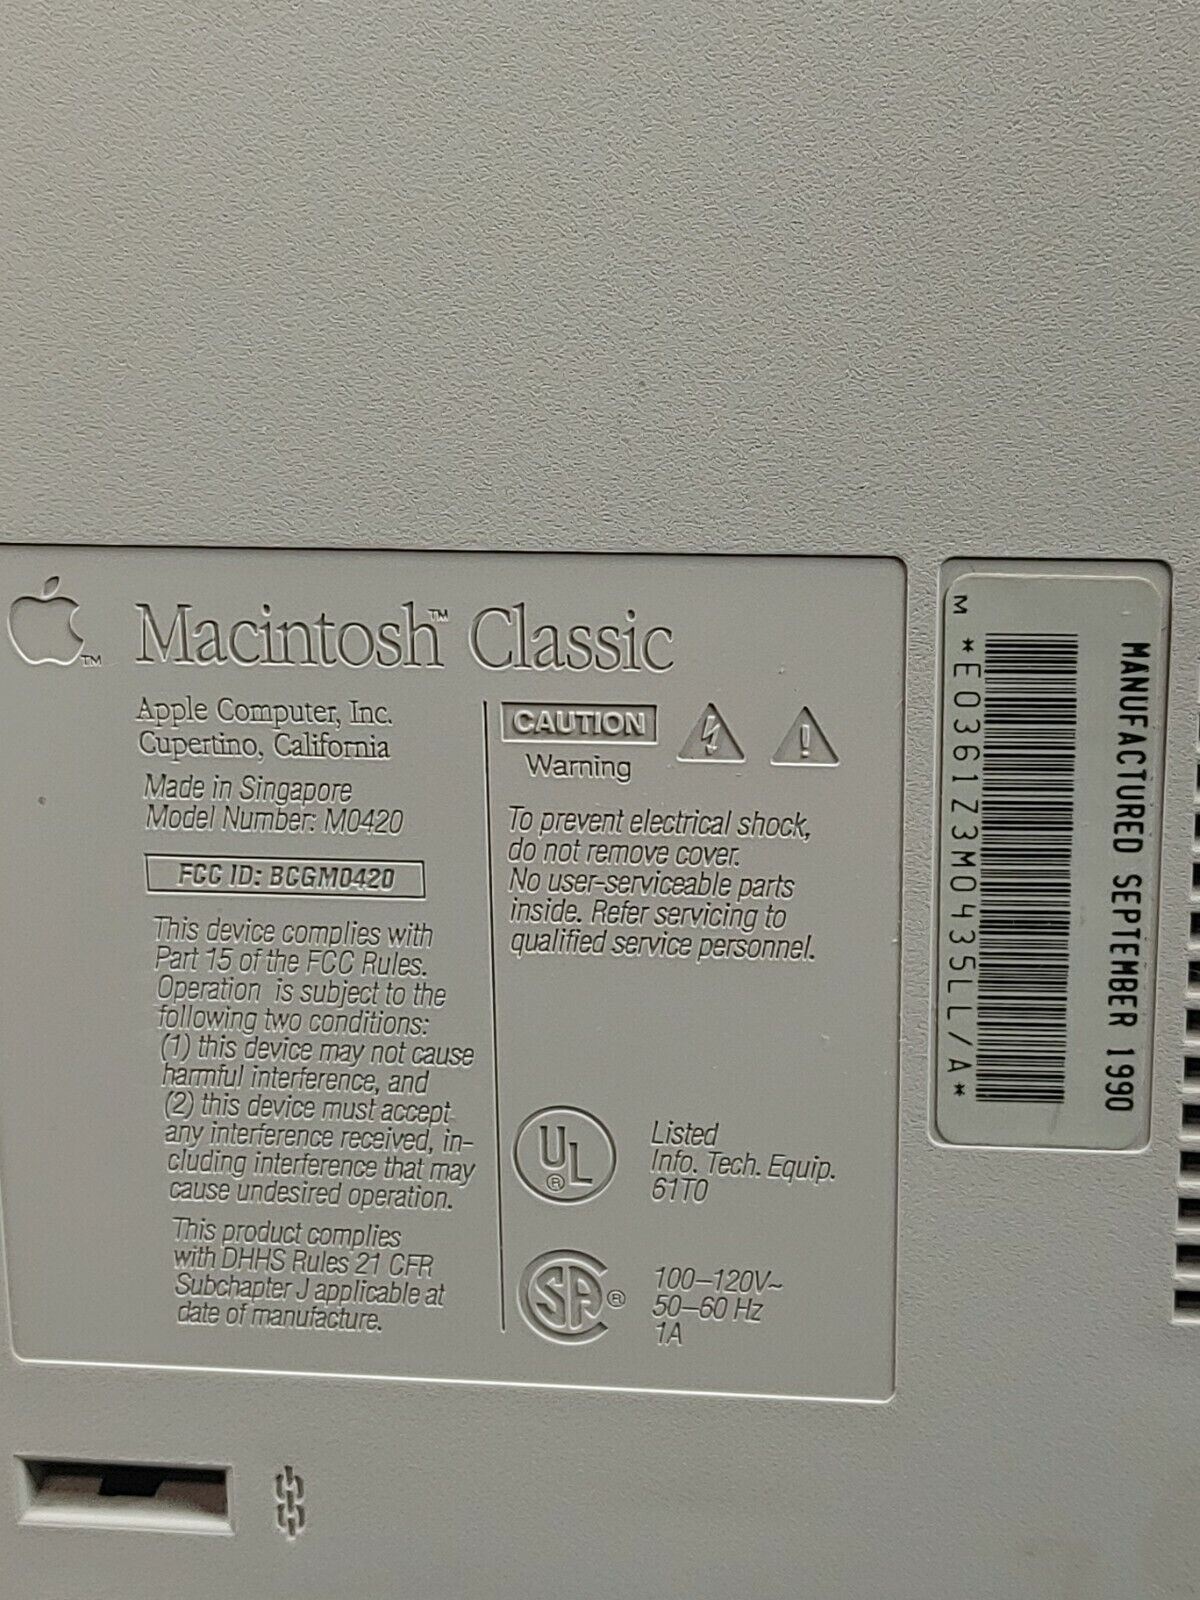 Macintosh™ Classic
™
Apple Computer, Inc.
Cupertino, California
Made in Singapore
Model Number: M0420
FCC ID: BCGM0420
This device complies with
Part 15 of the FCC Rules.
Operation is subject to the
following two conditions:
(1) this device may not cause
harmful interference, and
(2) this device must accept
any interference received, in-
cluding interference that may
cause undesired operation.
This product complies
with DHHS Rules 21 CFR
Subchapter J applicable at
date of manufacture.
CAUTION
Warning
To prevent electrical shock,
do not remove cover.
No user-serviceable parts
inside. Refer servicing to
qualified service personnel.
UL®
Listed
Info. Tech. Equip.
61T0
SA®
100–120V~
50–60 Hz
1A
MANUFACTURED SEPTEMBER 1990
M *E0361Z3M0435LL/A*